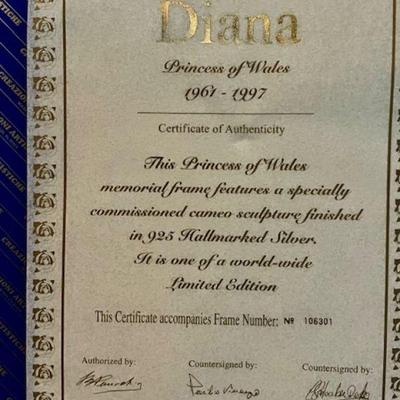 Diana
Princess of Wales
1961 - 1997
Certificate of Authenticity
This Princess of Wales
memorial frame features a specially
commissioned cameo sculpture finished
in 925 Hallmarked Silver.
It is one of a world-wide
Limited Edition
This Certificate accompanies Frame Number: Nº 106301
Authorized by:
Countersigned by:
Countersigned by:
CREAZIONI ARTISTICHE